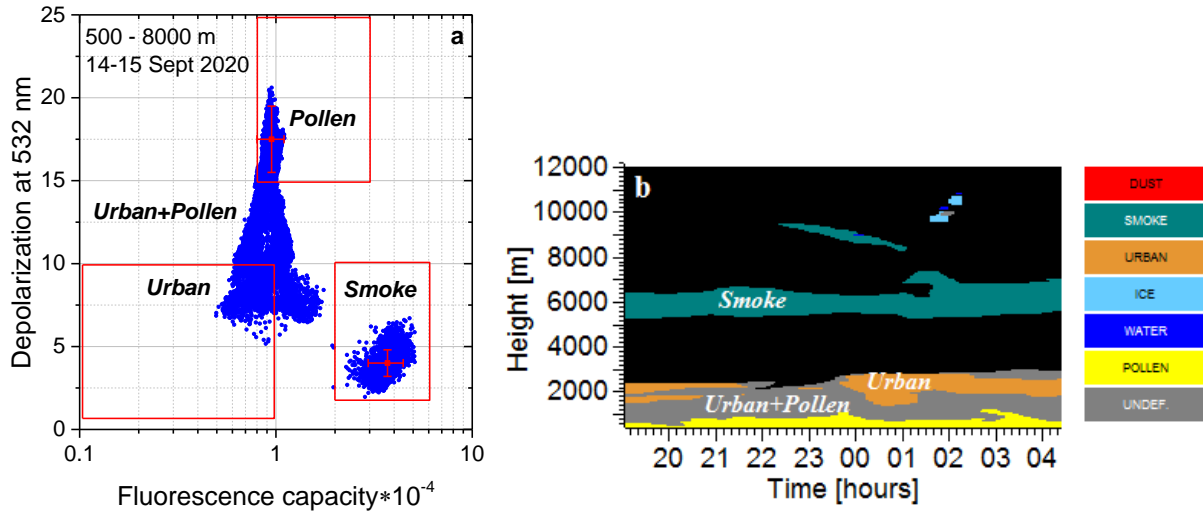 25
20
15
10
5
0
0.1
1
10
Depolarization at 532 nm
Fluorescence capacity∗10⁻⁴
500 - 8000 m
14-15 Sept 2020
a
Pollen
Urban+Pollen
Urban
Smoke
12000
10000
8000
6000
4000
2000
Height [m]
b
Smoke
Urban
Urban+Pollen
20 21 22 23 00 01 02 03 04
Time [hours]
DUST
SMOKE
URBAN
ICE
WATER
POLLEN
UNDEF.